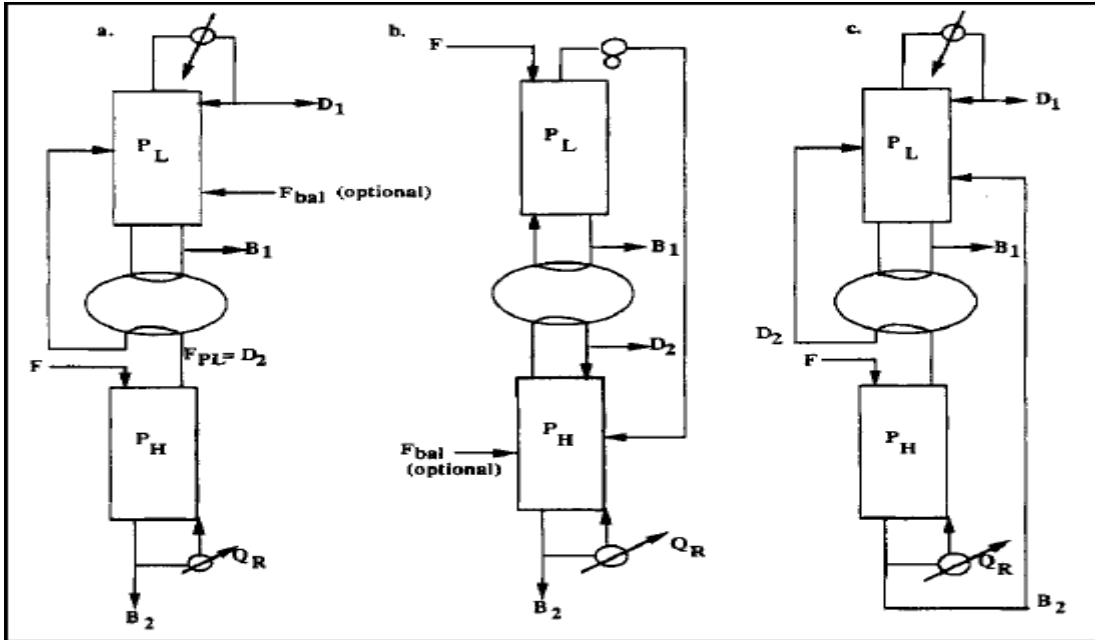 a.
D1
PL
Fbal (optional)
B1
FPL= D2
F
PH
QR
B2
b.
F
PL
B1
D2
PH
Fbal
(optional)
QR
B2
c.
D1
PL
B1
D2
F
PH
QR
B2